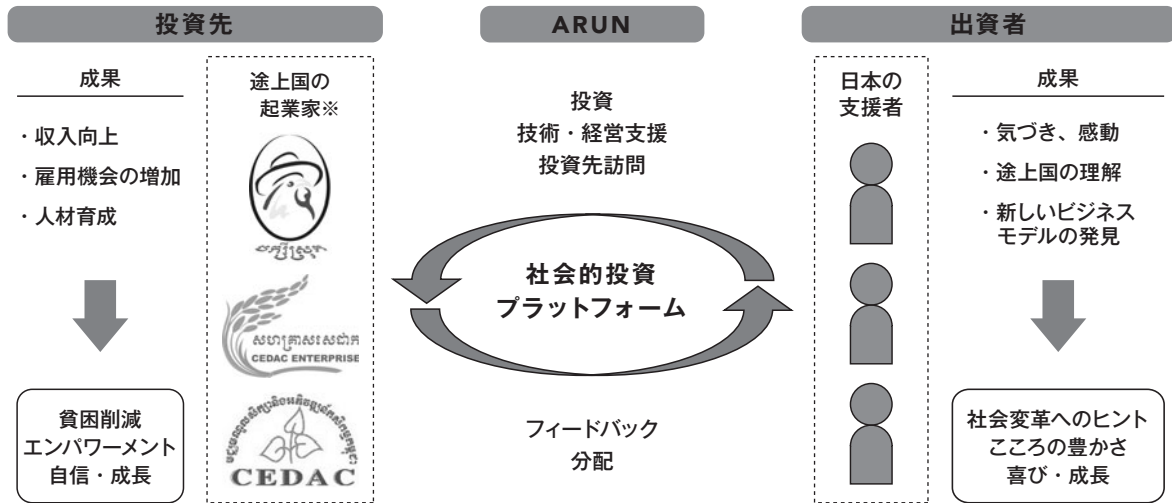 投資先
ARUN
出資者
成果
・収入向上
・雇用機会の増加
・人材育成
貧困削減
エンパワーメント
自信・成長
途上国の
起業家※
CEDAC ENTERPRISE
CEDAC
投資
技術・経営支援
投資先訪問
社会的投資
プラットフォーム
フィードバック
分配
日本の
支援者
成果
・気づき、感動
・途上国の理解
・新しいビジネス
モデルの発見
社会変革へのヒント
こころの豊かさ
喜び・成長